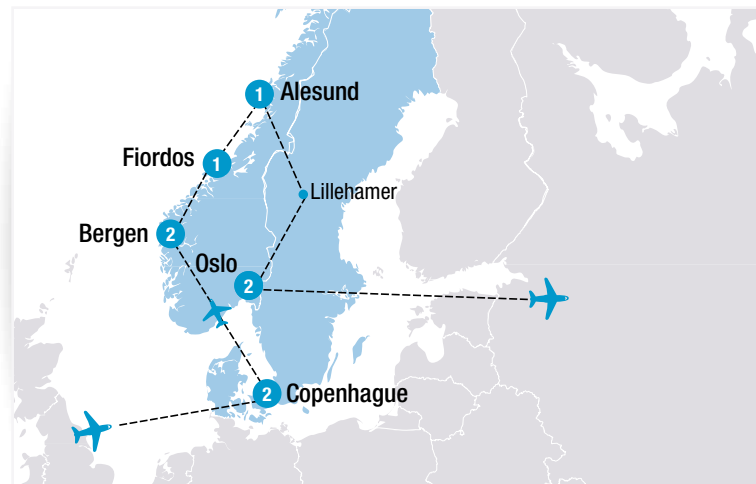 1 Alesund
Fiordos 1
Lillehamer
Bergen 2
Oslo
2
2 Copenhague